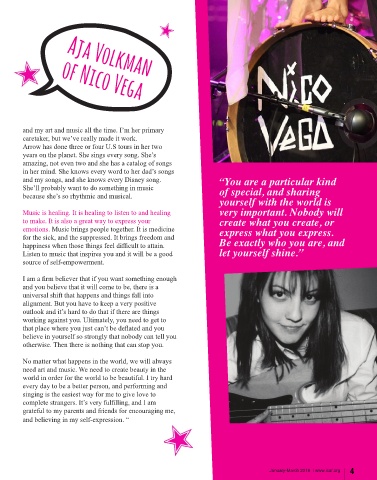 Aja Volkman
of Nico Vega
and my art and music all the time. I'm her primary
caretaker, but we've really made it work.
Arrow has done three or four U.S tours in her two
years on the planet. She sings every song. She's
amazing, not even two and she has a catalog of songs
in her mind. She knows every word to her dad's songs
and my songs, and she knows every Disney song.
She'll probably want to do something in music
because she's so rhythmic and musical.
Music is healing. It is healing to listen to and healing
to make. It is also a great way to express your
emotions. Music brings people together. It is medicine
for the sick, and the suppressed. It brings freedom and
happiness when those things feel difficult to attain.
Listen to music that inspires you and it will be a good
source of self-empowerment.
I am a firm believer that if you want something enough
and you believe that it will come to be, there is a
universal shift that happens and things fall into
alignment. But you have to keep a very positive
outlook and it's hard to do that if there are things
working against you. Ultimately, you need to get to
that place where you just can't be deflated and you
believe in yourself so strongly that nobody can tell you
otherwise. Then there is nothing that can stop you.
No matter what happens in the world, we will always
need art and music. We need to create beauty in the
world in order for the world to be beautiful. I try hard
every day to be a better person, and performing and
singing is the easiest way for me to give love to
complete strangers. It's very fulfilling, and I am
grateful to my parents and friends for encouraging me,
and believing in my self-expression. "
Nico
Vega
"You are a particular kind
of special, and sharing
yourself with the world is
very important. Nobody will
create what you create, or
express what you express.
Be exactly who you are, and
let yourself shine."
4